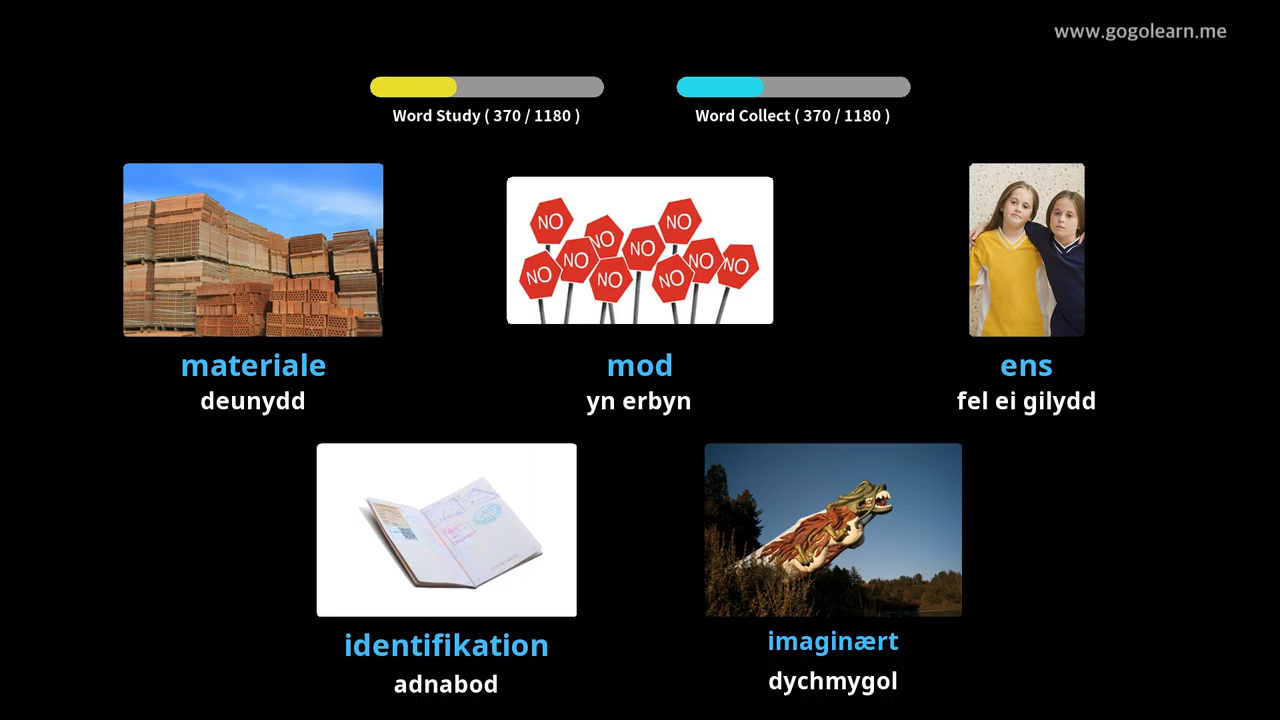 www.gogolearn.me
Word Study ( 370 / 1180 )
Word Collect ( 370 / 1180 )
NO
NO
NO
NO
NO
NO
NO
NO
NO
NO
materiale
deunydd
mod
yn erbyn
ens
fel ei gilydd
identifikation
adnabod
imaginært
dychmygol